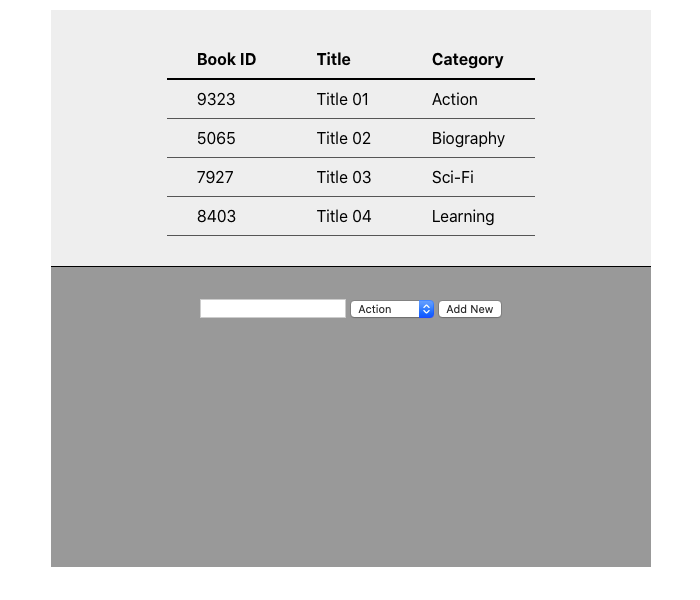 Book ID Title Category
9323 Title 01 Action
5065 Title 02 Biography
7927 Title 03 Sci-Fi
8403 Title 04 Learning
Action Add New